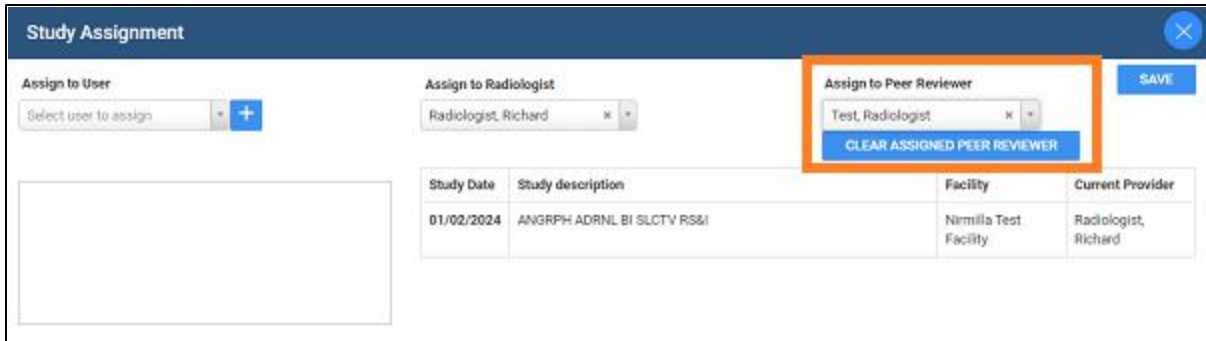 Study Assignment
Assign to User
Select user to assign
+
Assign to Radiologist
Radiologist, Richard ×
Assign to Peer Reviewer
Test, Radiologist ×
CLEAR ASSIGNED PEER REVIEWER
SAVE
Study Date Study description Facility Current Provider
01/02/2024 ANGRPH ADRNL BI SLCTV RS&I Nirmilla Test Radiologist,
Facility Richard